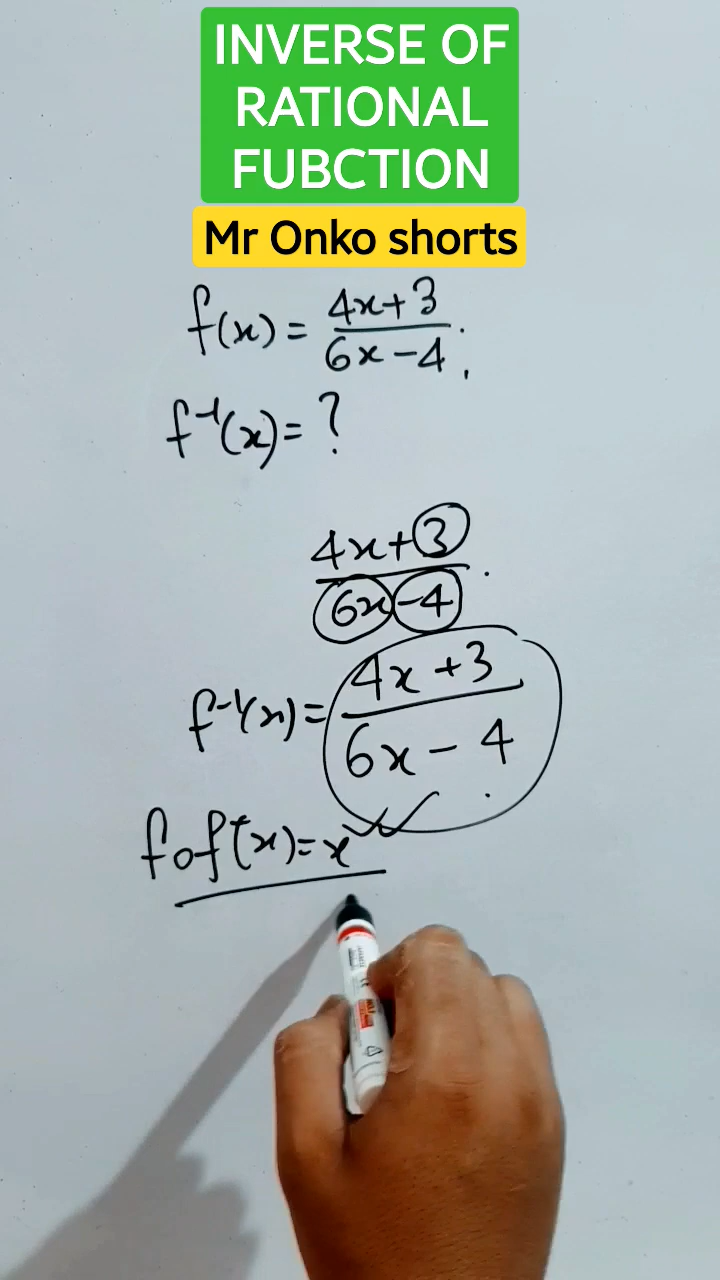 INVERSE OF
RATIONAL
FUBCTION
Mr Onko shorts
f(x) = 4x+3
6x-4;
f⁻¹(x) = ?
4x+3
6x-4
f⁻¹(x) = 4x+3
6x-4
fof⁻¹(x)=x